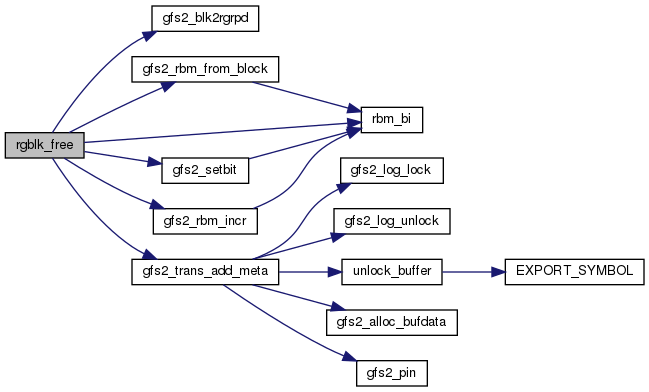 rgblk_free
gfs2_blk2rgrpd
gfs2_rbm_from_block
rbm_bi
gfs2_setbit
gfs2_rbm_incr
gfs2_trans_add_meta
gfs2_log_lock
gfs2_log_unlock
unlock_buffer
EXPORT_SYMBOL
gfs2_alloc_bufdata
gfs2_pin